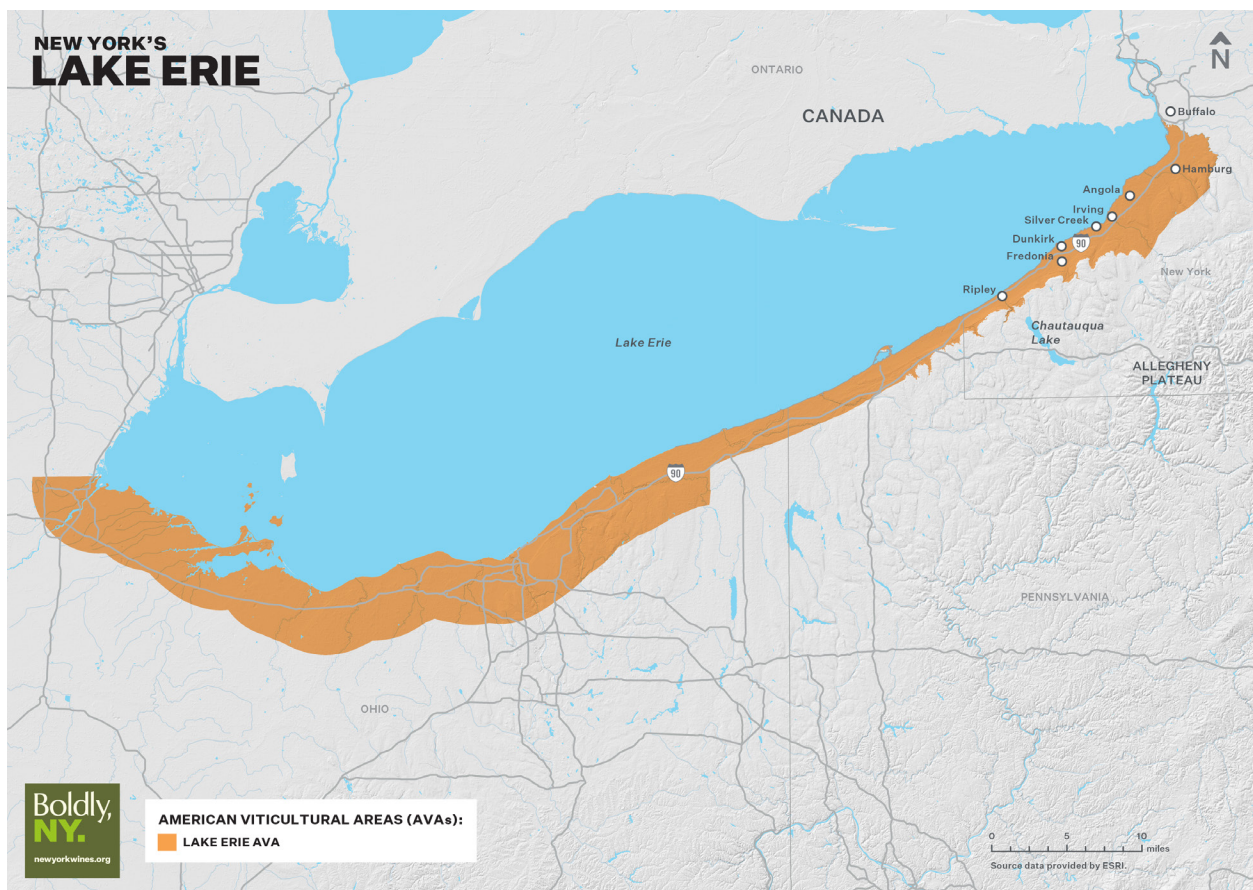 NEW YORK'S
LAKE ERIE
N
ONTARIO
CANADA
Buffalo
Hamburg
Angola
Irving
Silver Creek
Dunkirk
90
Fredonia
New York
Ripley
Chautauqua
Lake
Lake Erie
ALLEGHENY
PLATEAU
90
PENNSYLVANIA
OHIO
Boldly,
NY.
newyorkwines.org
AMERICAN VITICULTURAL AREAS (AVAs):
LAKE ERIE AVA
0 5 10
miles
Source data provided by ESRI.